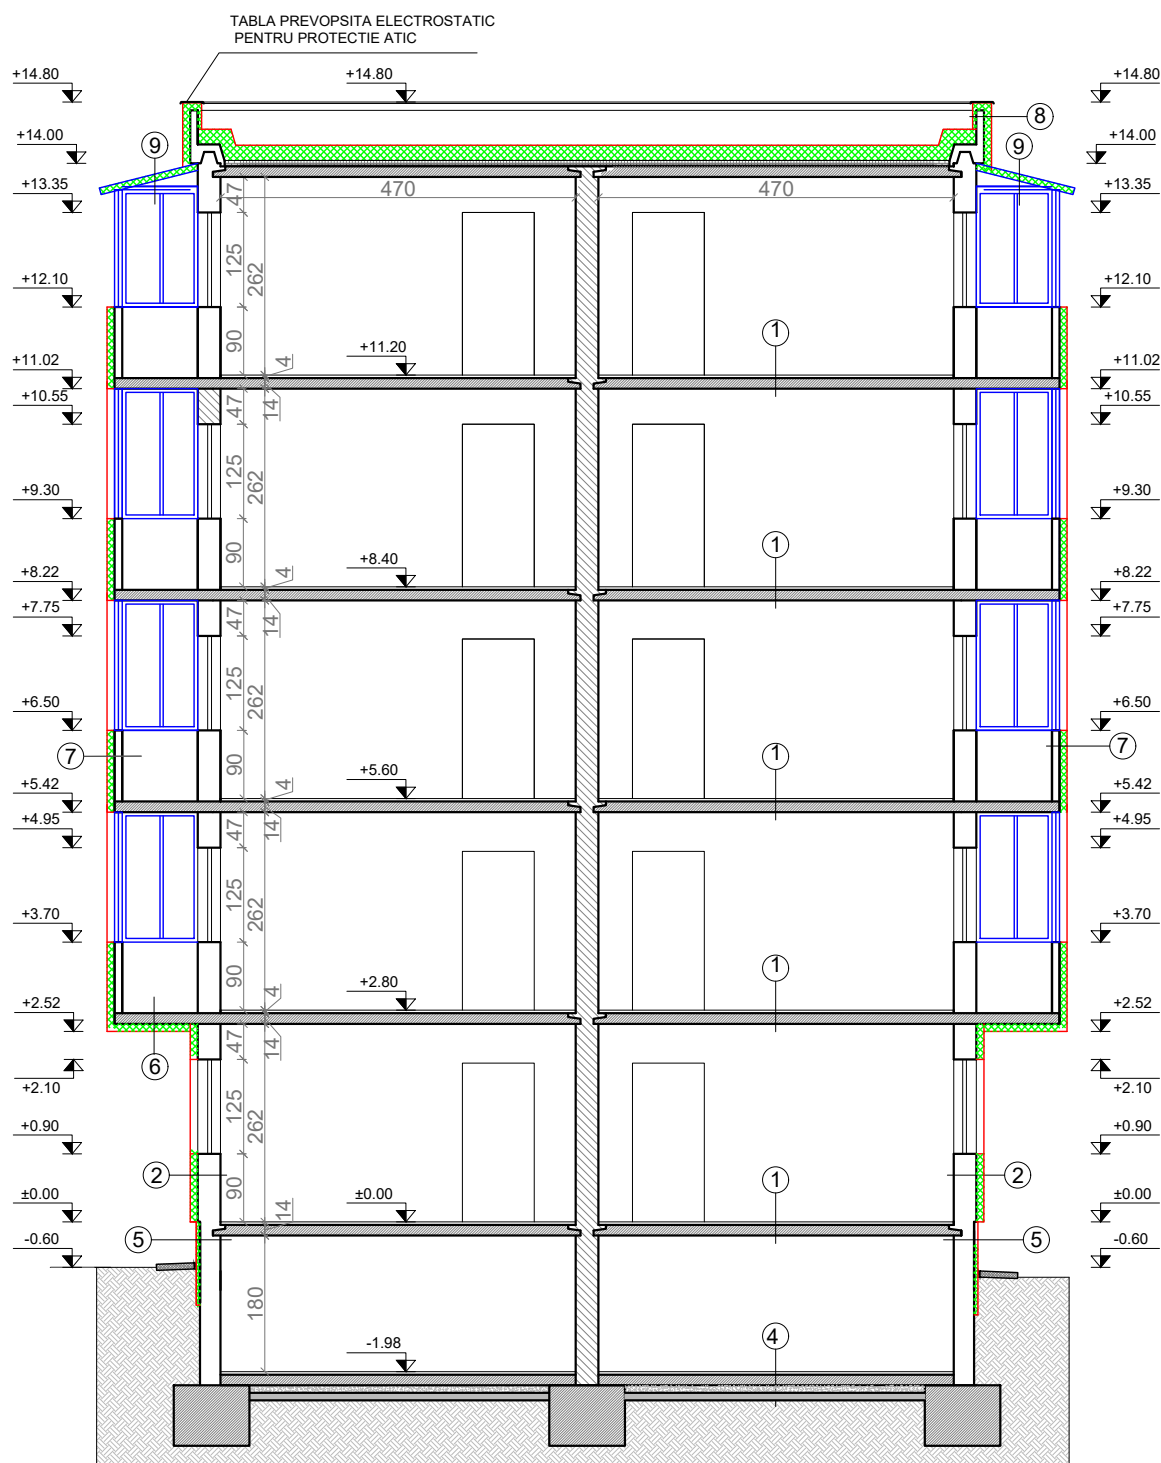 TABLA PREVOPSITA ELECTROSTATIC
PENTRU PROTECTIE ATIC
+14.80 +14.80 +14.80
8
+14.00 9 9 +14.00
+13.35 47 470 470 +13.35
125 262
+12.10 +12.10
90 4 +11.20 1
+11.02 +11.02
+10.55 47 14 +10.55
125 262
+9.30 +9.30
90 4 +8.40 1
+8.22 +8.22
+7.75 47 14 +7.75
125 262
+6.50 +6.50
7 90 4 +5.60 1 7
+5.42 +5.42
+4.95 47 14 +4.95
125 262
+3.70 +3.70
90 4 +2.80 1
+2.52 +2.52
47 14
6
+2.10 +2.10
125 262
+0.90 +0.90
2 90 1 2
±0.00 14 ±0.00 ±0.00
5 5
-0.60 -0.60
180
-1.98 4